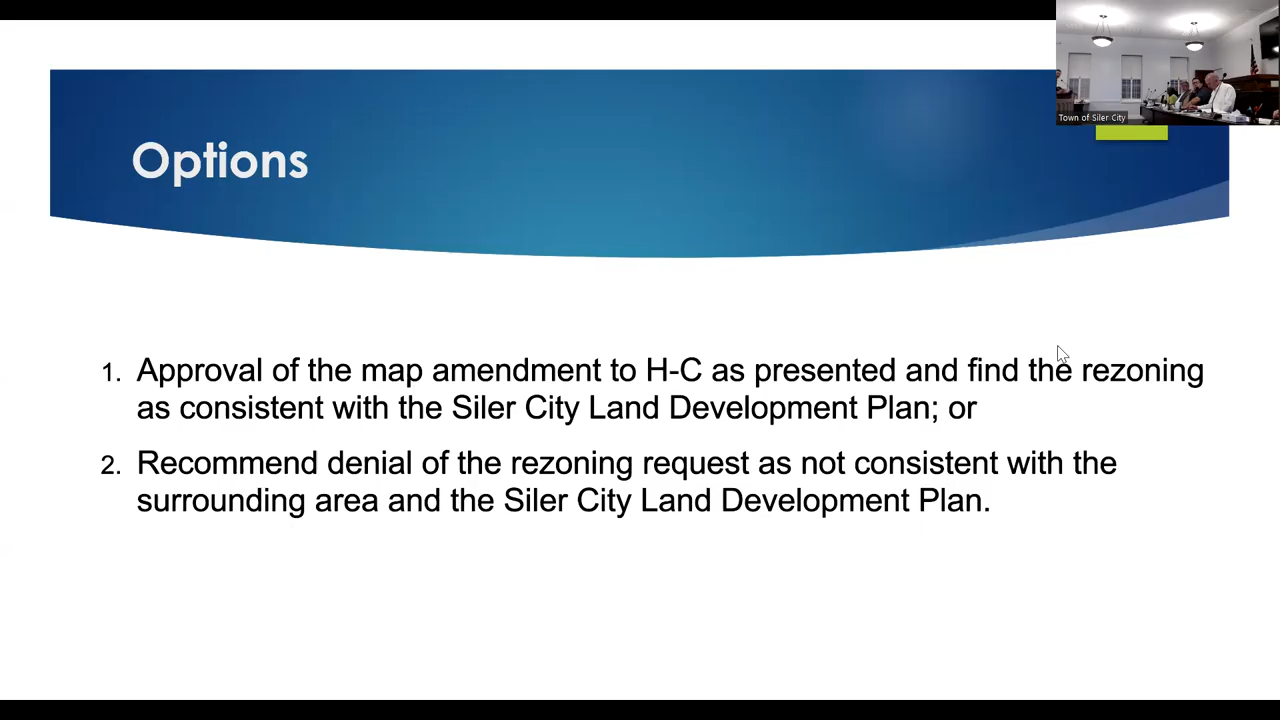 Town of Siler City
Options
1. Approval of the map amendment to H-C as presented and find the rezoning
as consistent with the Siler City Land Development Plan; or
2. Recommend denial of the rezoning request as not consistent with the
surrounding area and the Siler City Land Development Plan.